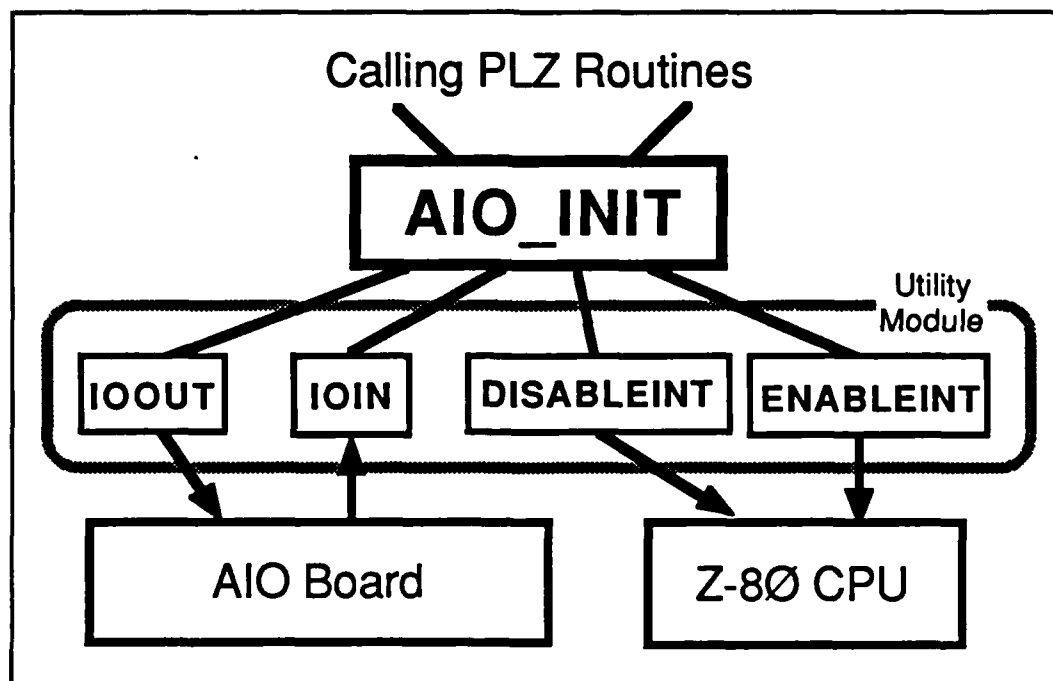 Calling PLZ Routines
AIO_INIT
Utility
Module
IOOUT
IOIN
DISABLEINT
ENABLEINT
AIO Board
Z-8Ø CPU